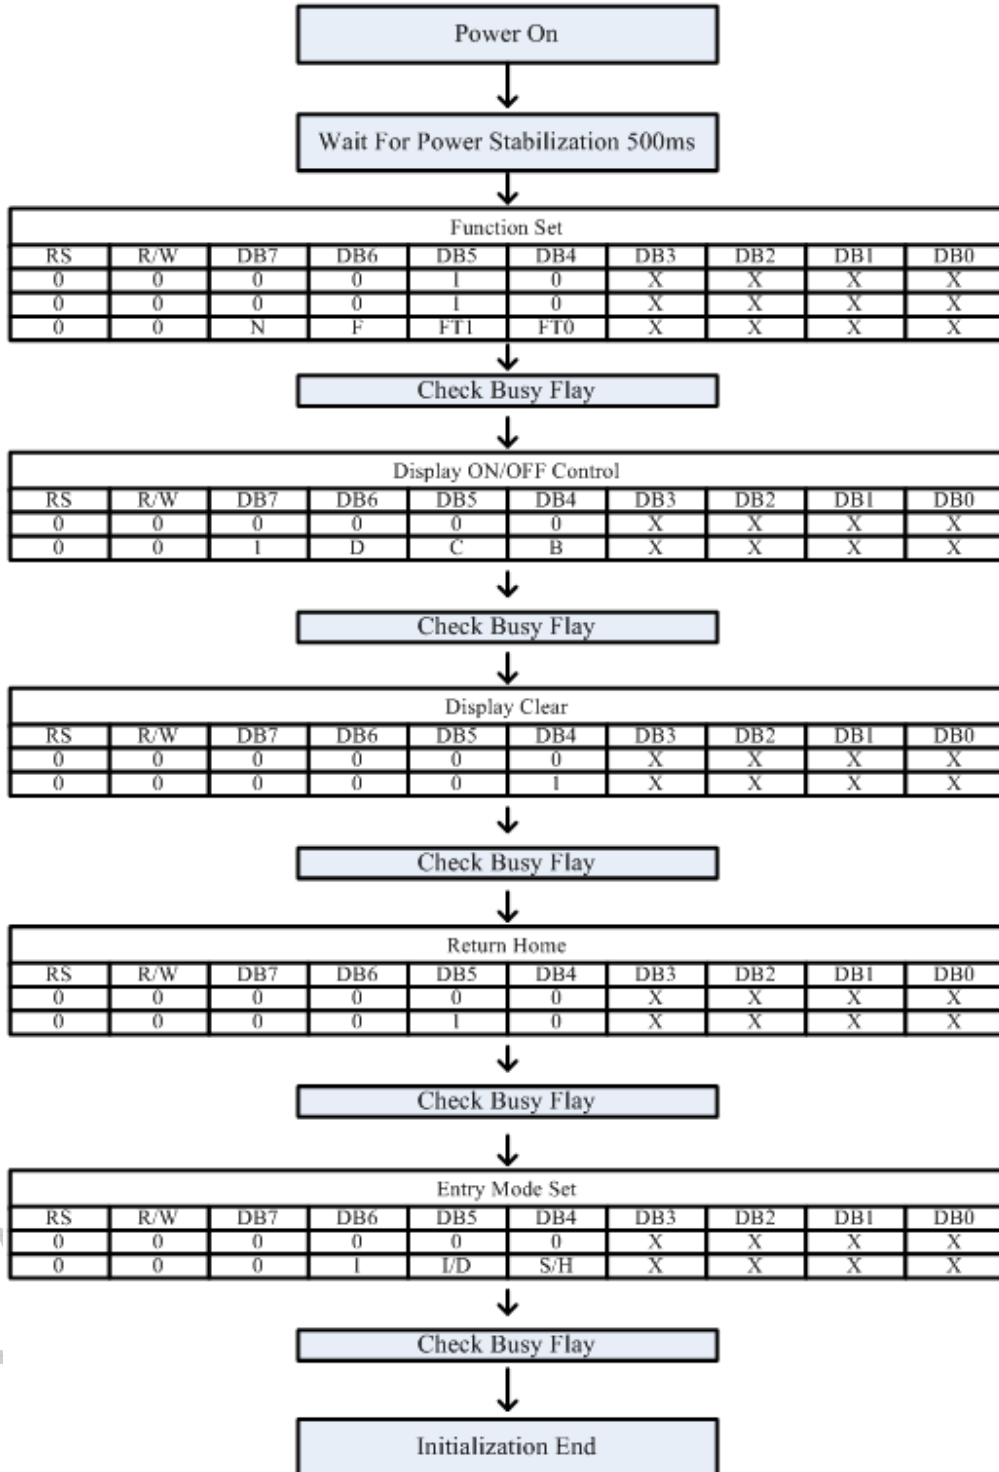 Power On
Wait For Power Stabilization 500ms
Function Set
RS R/W DB7 DB6 DB5 DB4 DB3 DB2 DB1 DB0
0 0 0 0 1 0 X X X X
0 0 0 0 1 0 X X X X
0 0 N F FT1 FT0 X X X X
Check Busy Flay
Display ON/OFF Control
RS R/W DB7 DB6 DB5 DB4 DB3 DB2 DB1 DB0
0 0 0 0 0 0 X X X X
0 0 1 D C B X X X X
Check Busy Flay
Display Clear
RS R/W DB7 DB6 DB5 DB4 DB3 DB2 DB1 DB0
0 0 0 0 0 0 X X X X
0 0 0 0 0 1 X X X X
Check Busy Flay
Return Home
RS R/W DB7 DB6 DB5 DB4 DB3 DB2 DB1 DB0
0 0 0 0 0 0 X X X X
0 0 0 0 1 0 X X X X
Check Busy Flay
Entry Mode Set
RS R/W DB7 DB6 DB5 DB4 DB3 DB2 DB1 DB0
0 0 0 0 0 0 X X X X
0 0 0 1 I/D S/H X X X X
Check Busy Flay
Initialization End